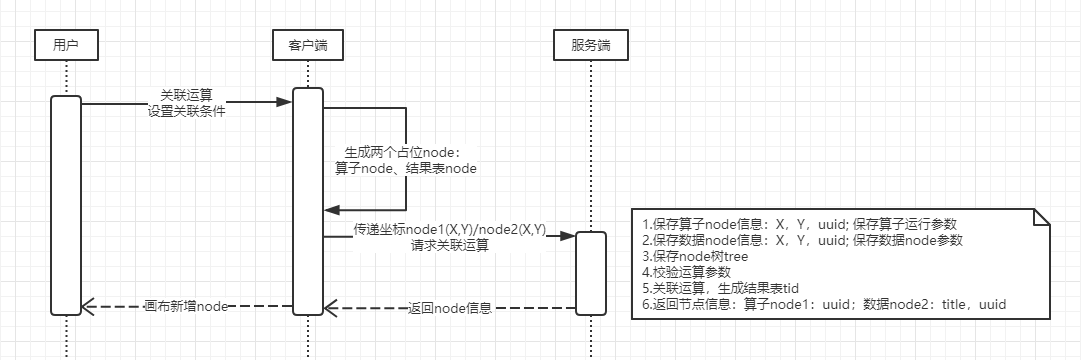 用户
客户端
服务端
关联运算
设置关联条件
生成两个占位node：
算子node、结果表node
传递坐标node1(X,Y)/node2(X,Y)
请求关联运算
1.保存算子node信息：X，Y，uuid; 保存算子运行参数
2.保存数据node信息：X，Y，uuid; 保存数据node参数
3.保存node树tree
4.校验运算参数
5.关联运算，生成结果表tid
6.返回节点信息：算子node1：uuid；数据node2：title，uuid
画布新增node
返回node信息